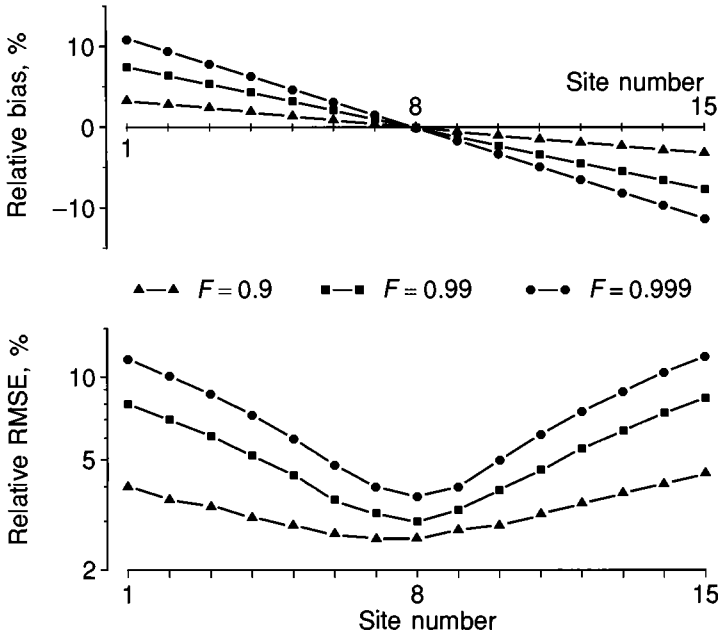 Relative bias, %
10
0
−10
Site number
1
8
15
F = 0.9
F = 0.99
F = 0.999
Relative RMSE, %
10
5
2
1
8
15
Site number